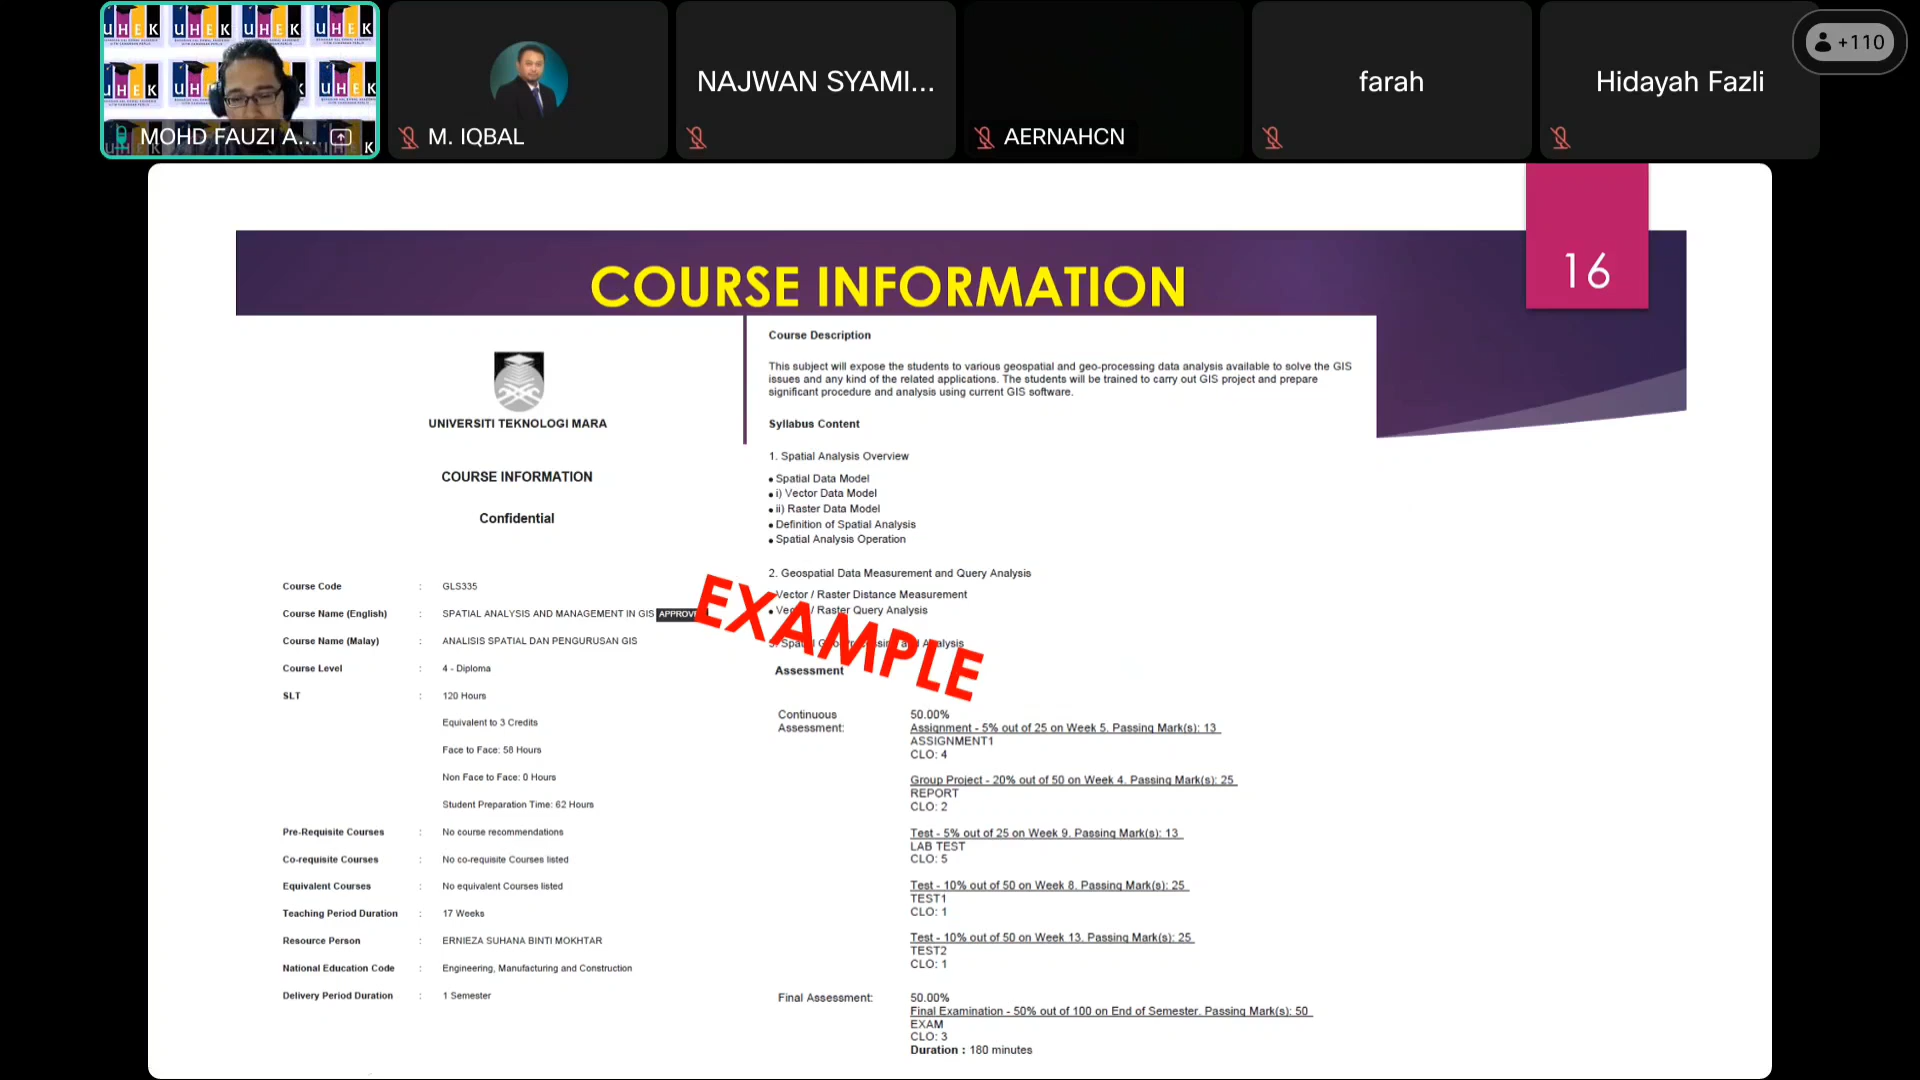 UHEK UHEK UHEK UHEK
MOHD FAUZI A...
M. IQBAL
NAJWAN SYAMI...
AERNAHCN
farah
Hidayah Fazli
+110
16
COURSE INFORMATION
UNIVERSITI TEKNOLOGI MARA
COURSE INFORMATION
Confidential
Course Code : GLS335
Course Name (English) : SPATIAL ANALYSIS AND MANAGEMENT IN GIS
Course Name (Malay) : ANALISIS SPATIAL DAN PENGURUSAN GIS
Course Level : 4 - Diploma
SLT : 120 Hours
Equivalent to 3 Credits
Face to Face: 58 Hours
Non Face to Face: 0 Hours
Student Preparation Time: 62 Hours
Pre-Requisite Courses : No course recommendations
Co-requisite Courses : No co-requisite Courses listed
Equivalent Courses : No equivalent Courses listed
Teaching Period Duration : 17 Weeks
Resource Person : ERNIEZA SUHANA BINTI MOKHTAR
National Education Code : Engineering, Manufacturing and Construction
Delivery Period Duration : 1 Semester
Course Description
This subject will expose the students to various geospatial and geo-processing data analysis available to solve the GIS
issues and any kind of the related applications. The students will be trained to carry out GIS project and prepare
significant procedure and analysis using current GIS software.
Syllabus Content
1. Spatial Analysis Overview
• Spatial Data Model
• i) Vector Data Model
• ii) Raster Data Model
• Definition of Spatial Analysis
• Spatial Analysis Operation
2. Geospatial Data Measurement and Query Analysis
Vector / Raster Distance Measurement
• / Raster Query Analysis
EXAMPLE
Analysis
Assessment
Continuous 50.00%
Assessment: Assignment - 5% out of 25 on Week 5. Passing Mark(s): 13
ASSIGNMENT1
CLO: 4
Group Project - 20% out of 50 on Week 4. Passing Mark(s): 25
REPORT
CLO: 2
Test - 5% out of 25 on Week 9. Passing Mark(s): 13
LAB TEST
CLO: 5
Test - 10% out of 50 on Week 8. Passing Mark(s): 25
TEST1
CLO: 1
Test - 10% out of 50 on Week 13. Passing Mark(s): 25
TEST2
CLO: 1
Final Assessment: 50.00%
Final Examination - 50% out of 100 on End of Semester. Passing Mark(s): 50
EXAM
CLO: 3
Duration : 180 minutes